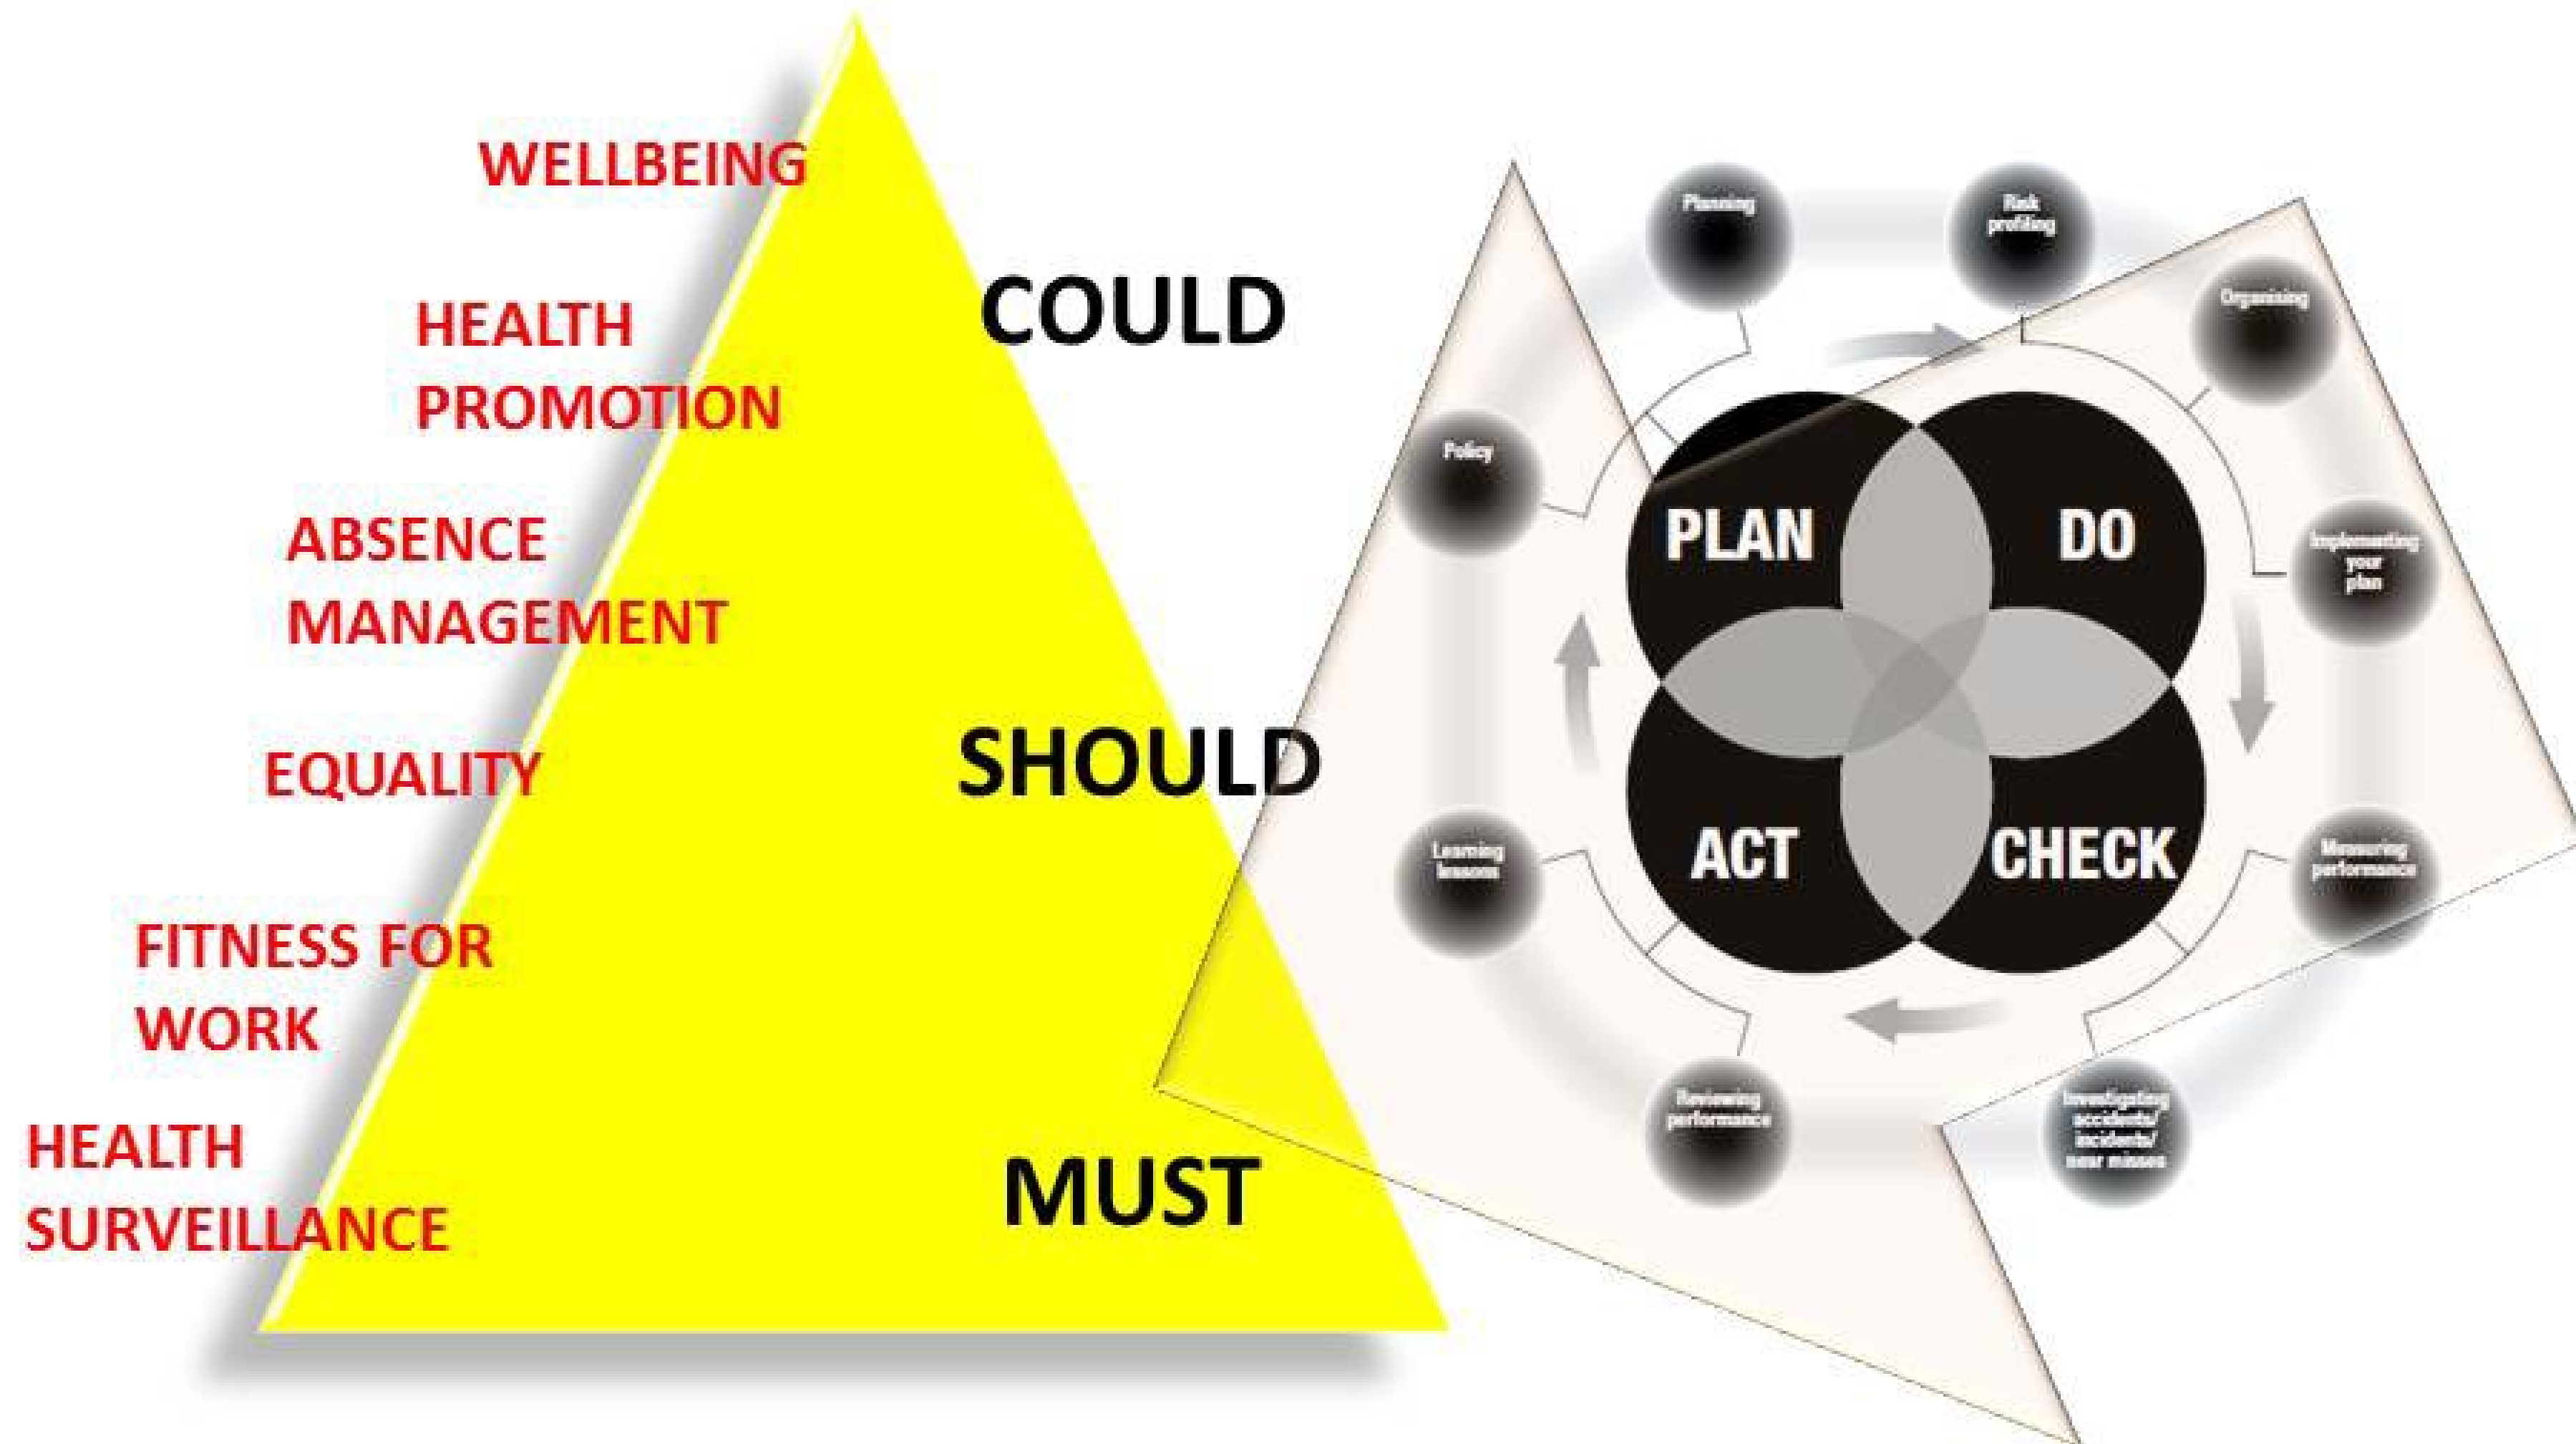 WELLBEING
HEALTH
PROMOTION
ABSENCE
MANAGEMENT
EQUALITY
FITNESS FOR
WORK
HEALTH
SURVEILLANCE
COULD
SHOULD
MUST
Planning
Risk
profiling
Organising
Policy
Implementing
your
plan
PLAN
DO
ACT
CHECK
Learning
lessons
Measuring
performance
Reviewing
performance
Investigating
accidents/
incidents/
near misses